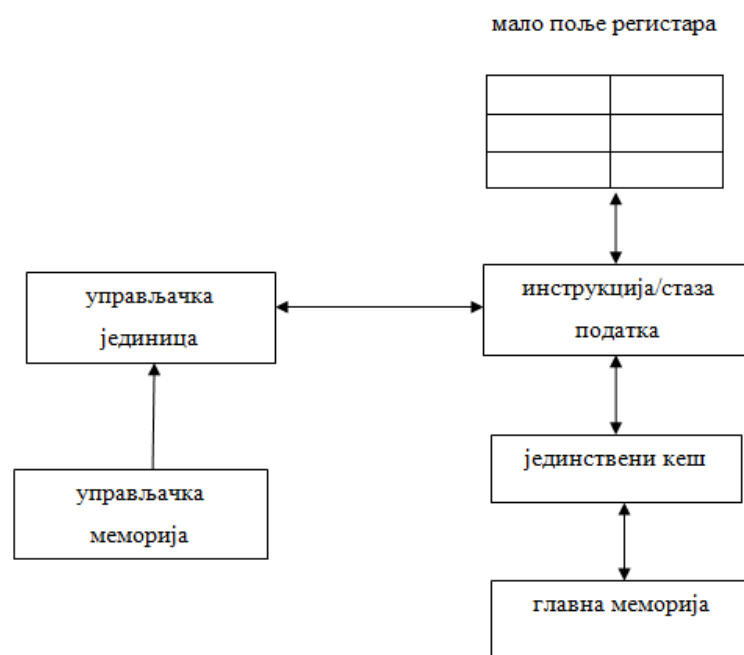 мало поље регистара
управљачка
јединица
инструкција/стаза
податка
јединствени кеш
управљачка
меморија
главна меморија